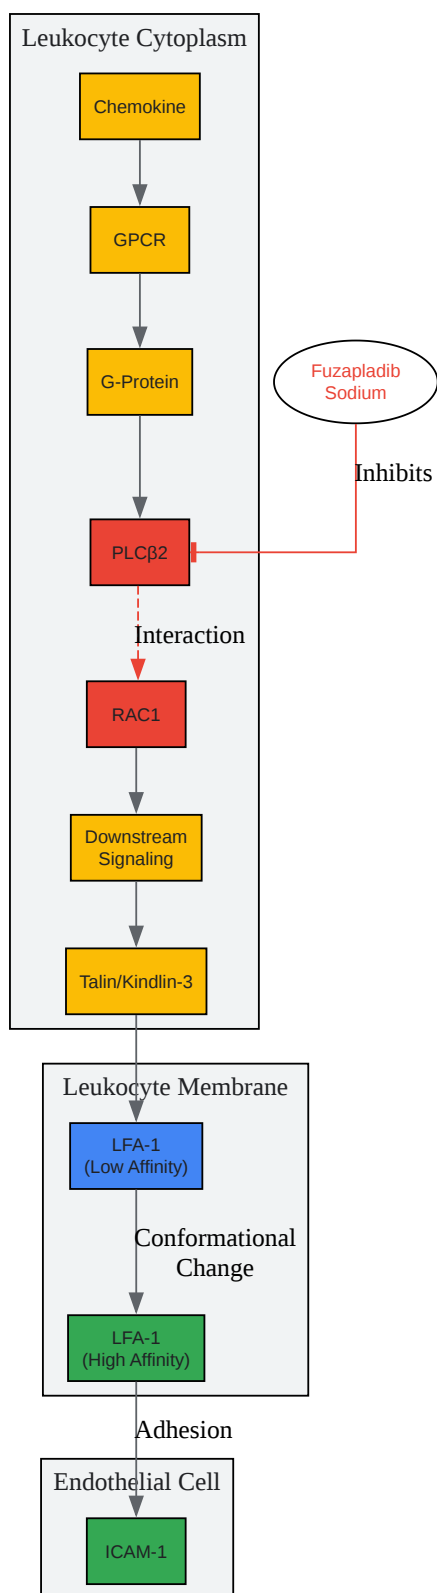 Leukocyte Cytoplasm
Chemokine
GPCR
G-Protein
Fuzapladib
Sodium
Inhibits
PLCβ2
Interaction
RAC1
Downstream
Signaling
Talin/Kindlin-3
Leukocyte Membrane
LFA-1
(Low Affinity)
Conformational
Change
LFA-1
(High Affinity)
Adhesion
Endothelial Cell
ICAM-1